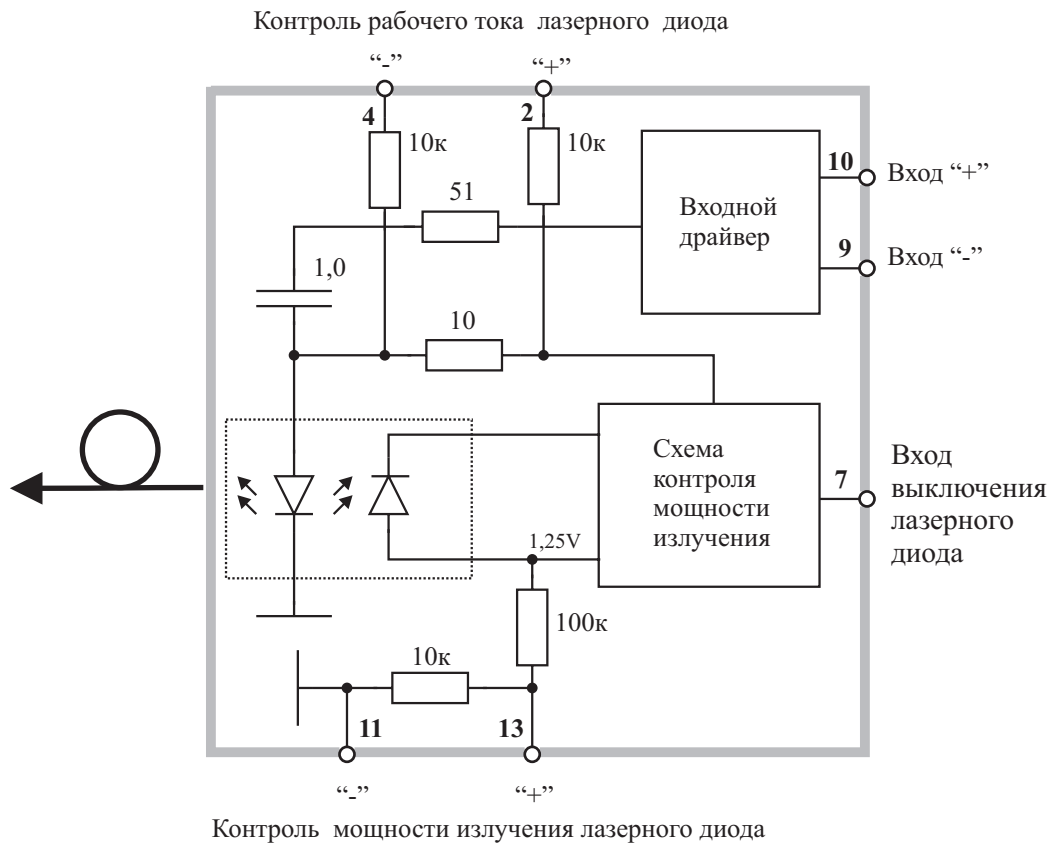 Контроль рабочего тока лазерного диода
“-” “+”
4 2
10к 10к
10
Вход “+”
51
Входной
драйвер
9
Вход “-”
1,0
10
Схема
контроля
мощности
излучения
7
Вход
выключения
лазерного
диода
1,25V
100к
10к
11 13
“-” “+”
Контроль мощности излучения лазерного диода